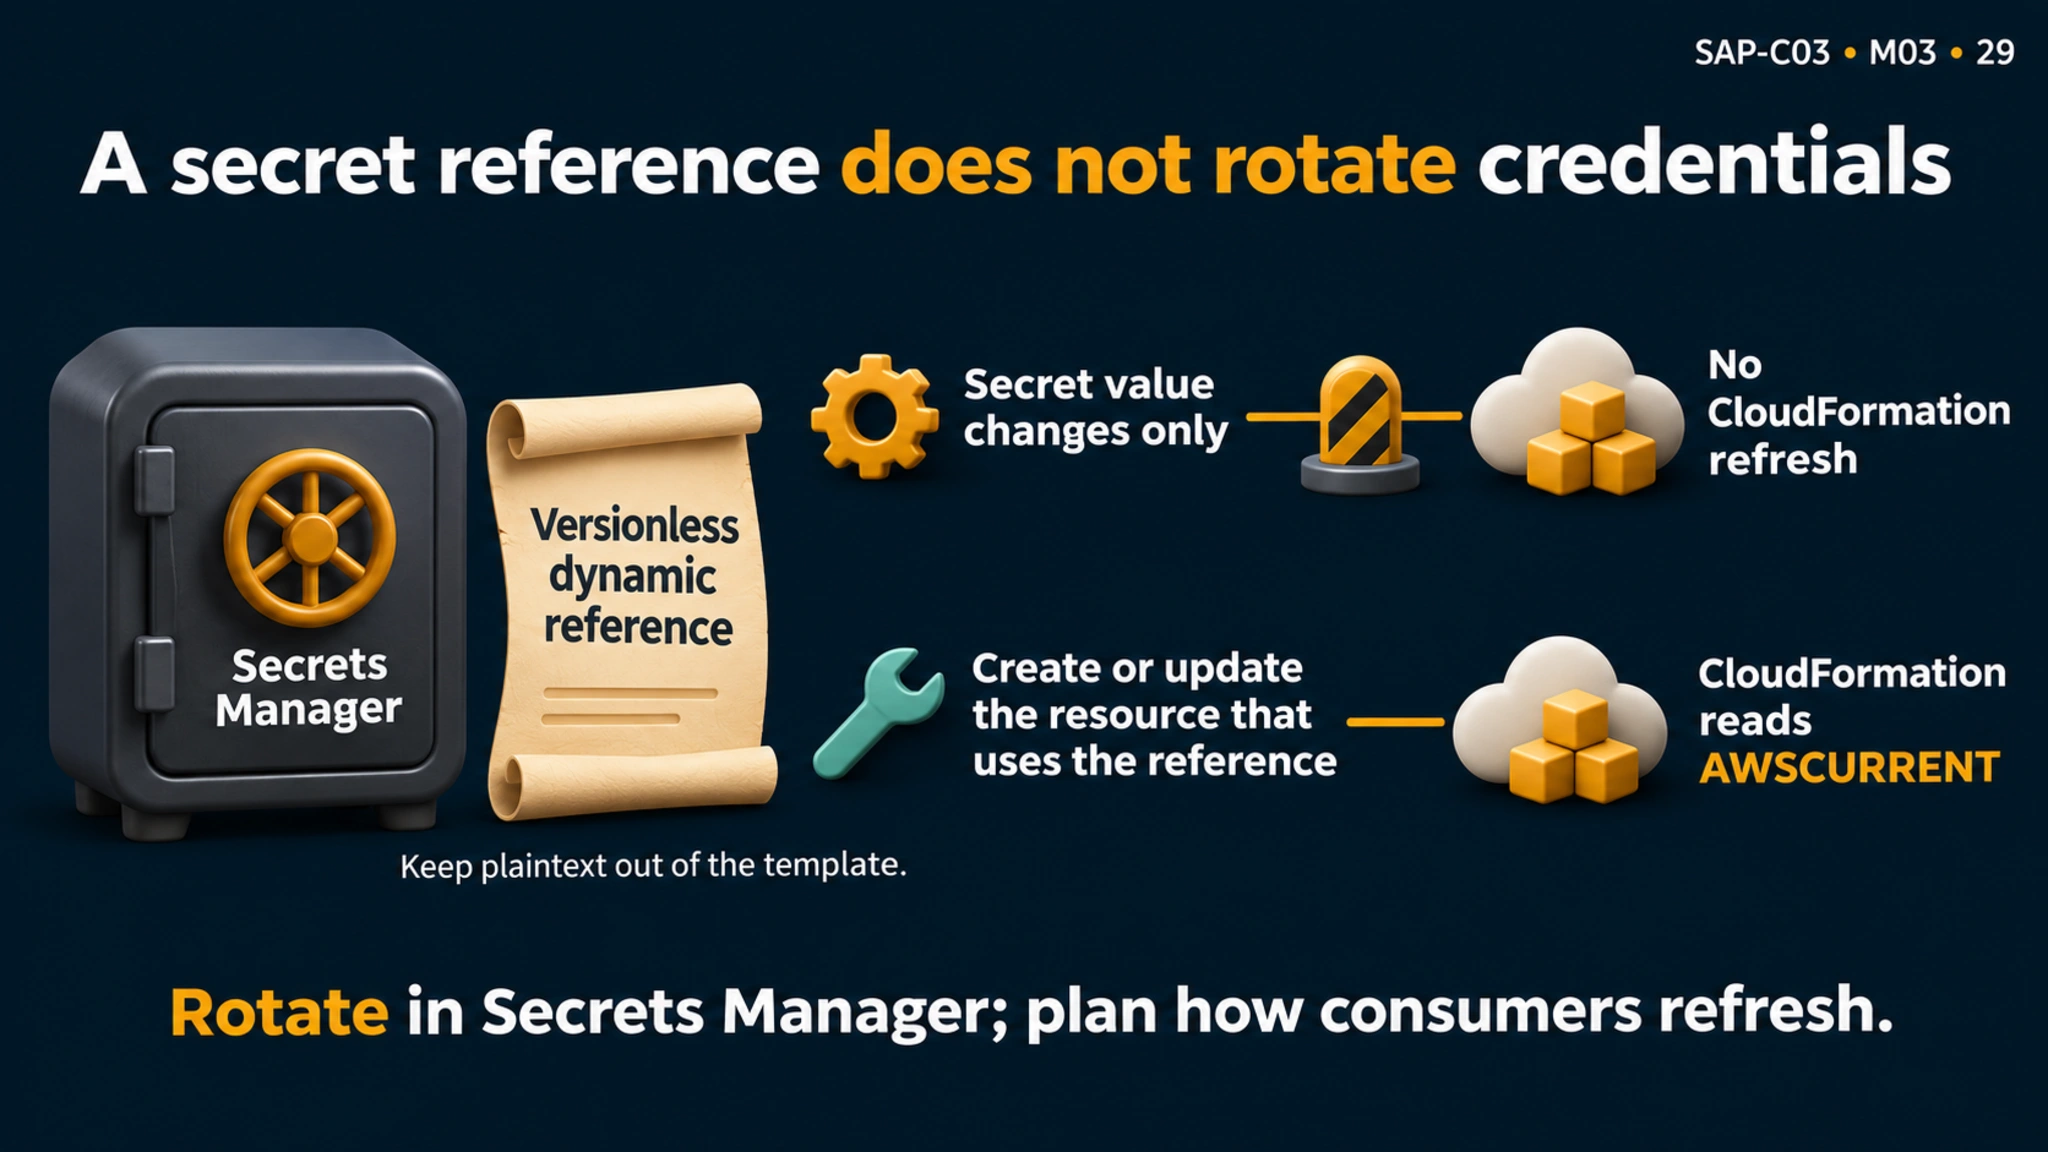 SAP-C03 • M03 • 29
A secret reference does not rotate credentials
Secrets
Manager
Versionless
dynamic
reference
Secret value
changes only
No
CloudFormation
refresh
Create or update
the resource that
uses the reference
CloudFormation
reads
AWSCURRENT
Keep plaintext out of the template.
Rotate in Secrets Manager; plan how consumers refresh.